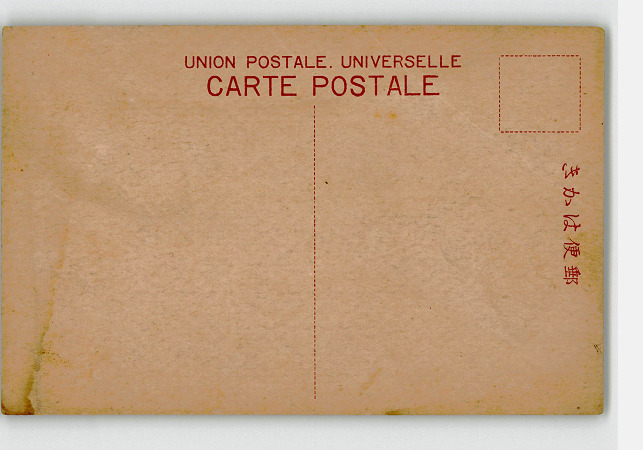 UNION POSTALE. UNIVERSELLE
CARTE POSTALE
きかは便郵